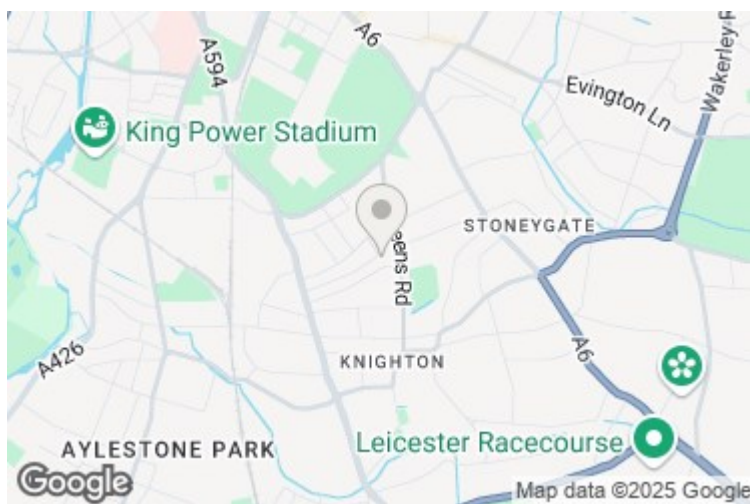 A6
A594
Wakerley R
Evington Ln
King Power Stadium
STONEYGATE
eens Rd
A426
KNIGHTON
A6
AYLESTONE PARK
Leicester Racecourse
Google
Map data ©2025 Google